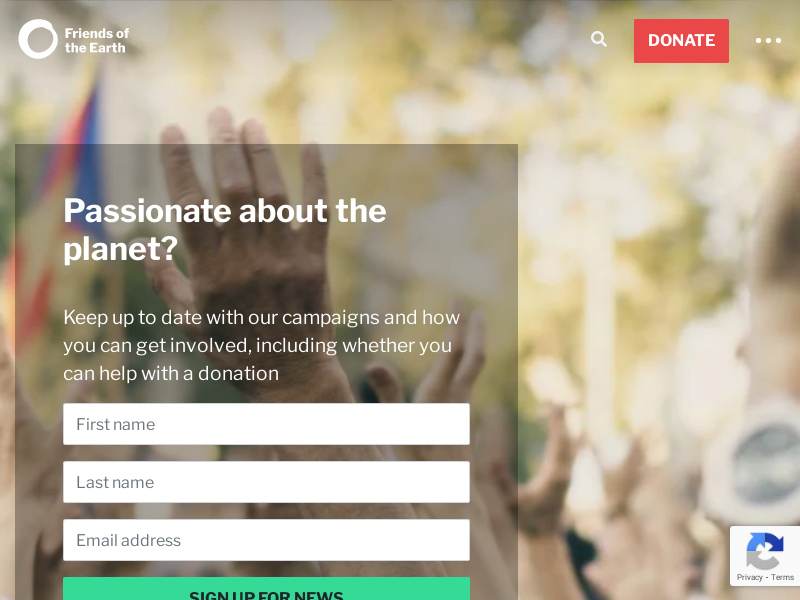 Friends of
the Earth
DONATE
Passionate about the
planet?
Keep up to date with our campaigns and how
you can get involved, including whether you
can help with a donation
First name
Last name
Email address
SIGN UP FOR NEWS
Privacy - Terms